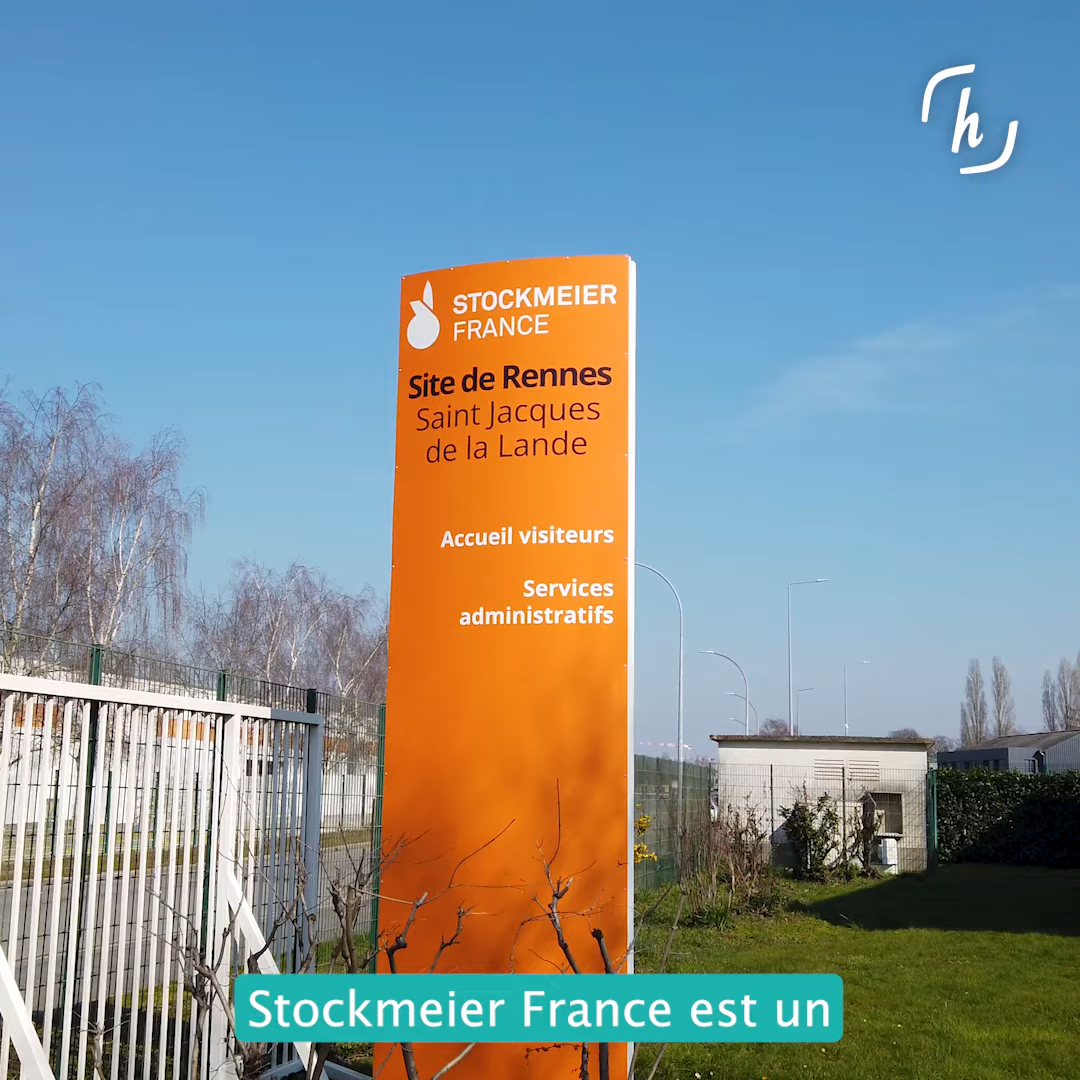 h
STOCKMEIER
FRANCE
Site de Rennes
Saint Jacques
de la Lande
Accueil visiteurs
Services
administratifs
Stockmeier France est un